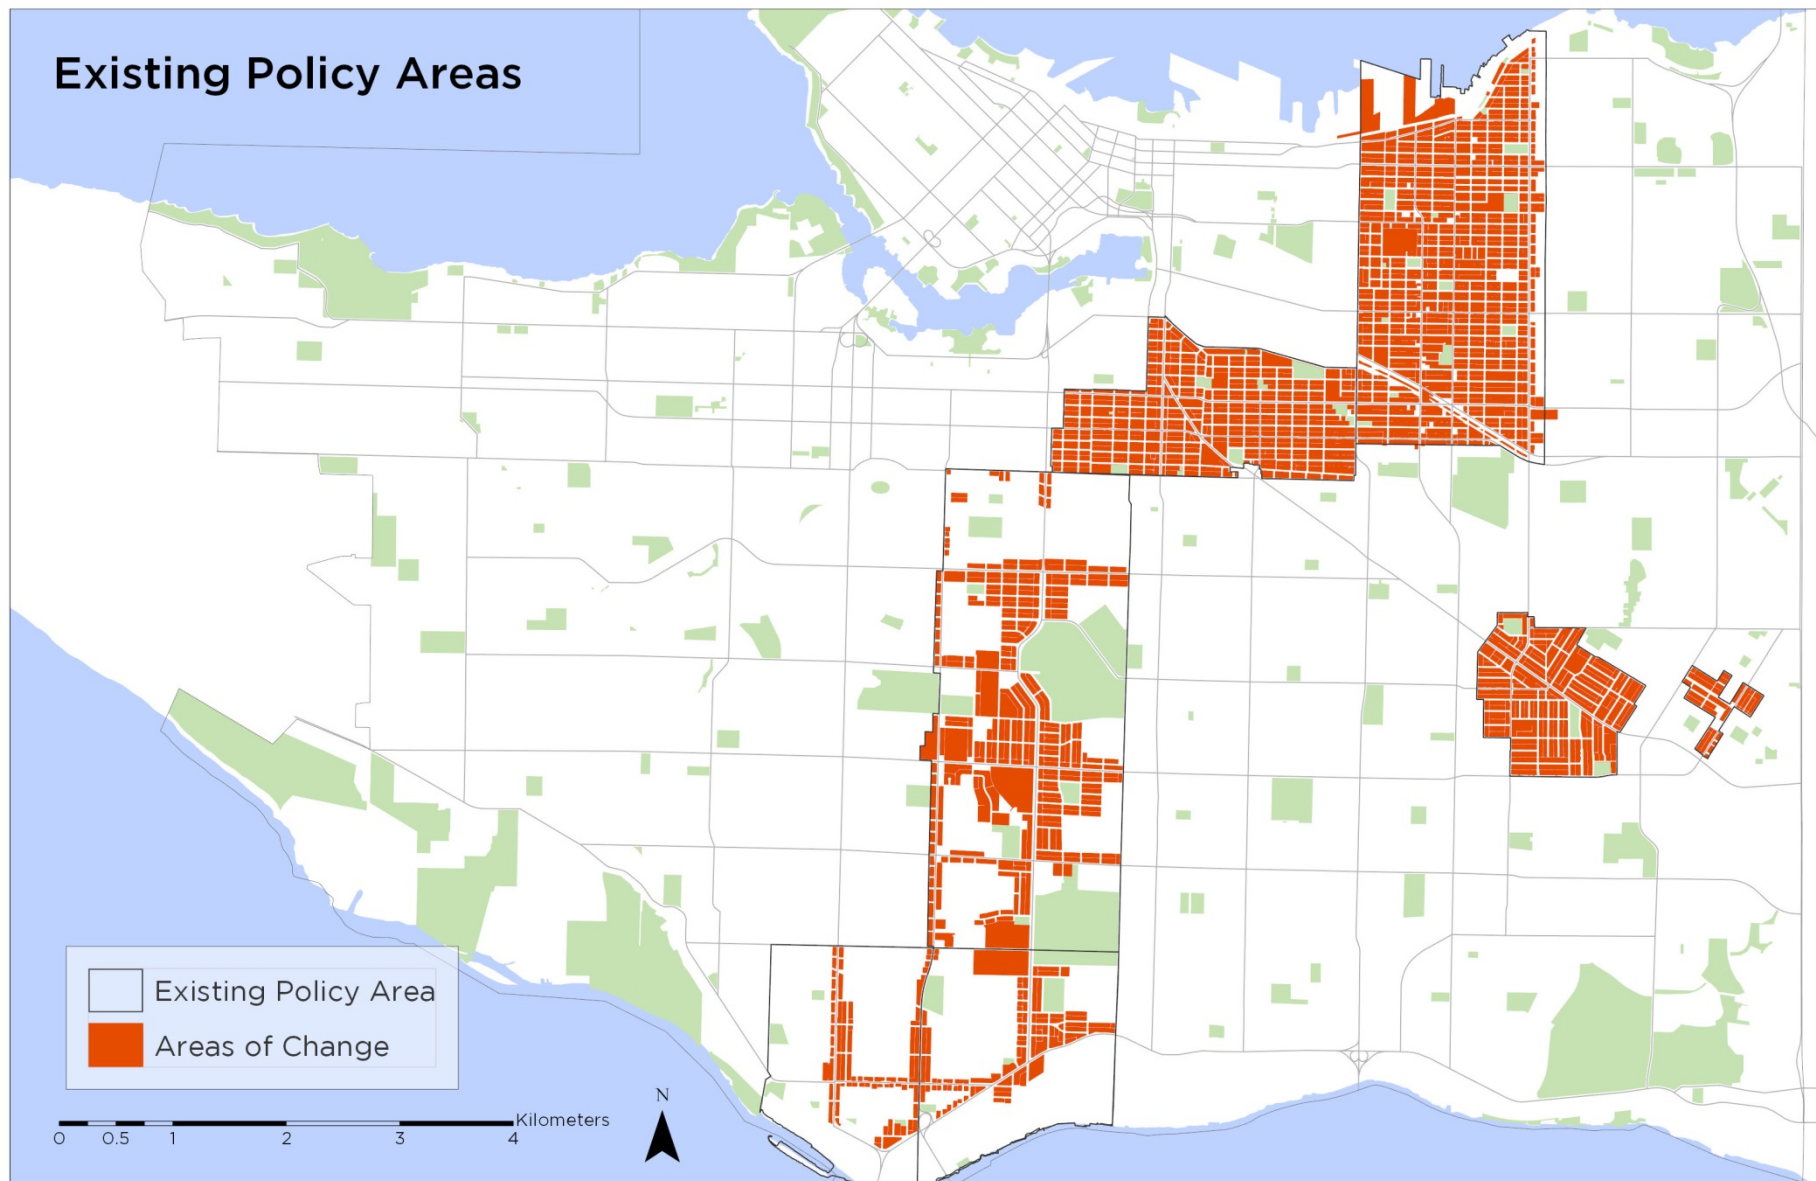 Existing Policy Areas
Existing Policy Area
Areas of Change
N
Kilometers
0 0.5 1 2 3 4